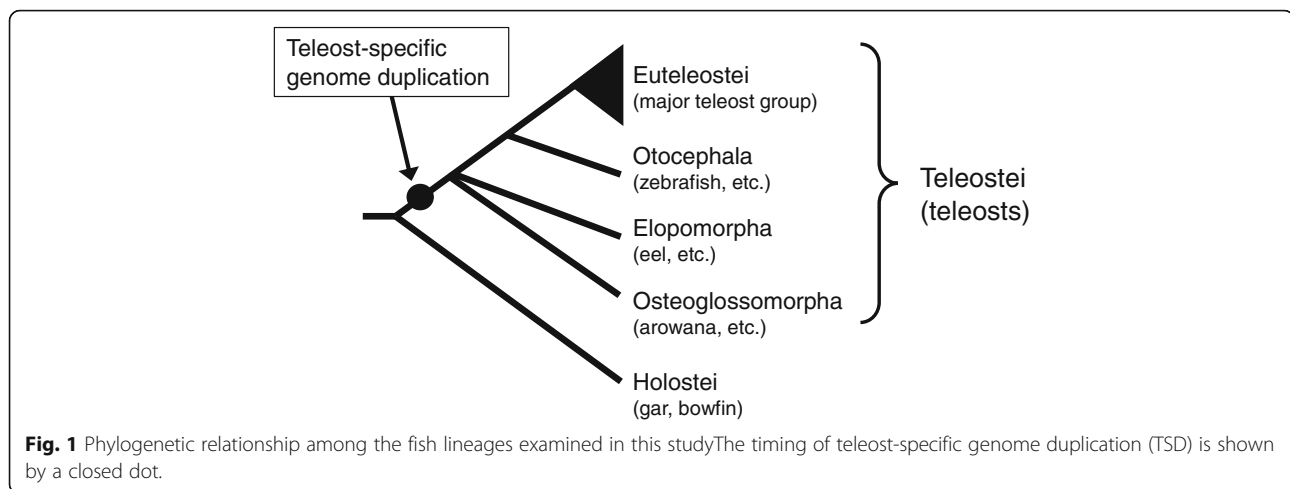 Teleost-specific
genome duplication
Euteleostei
(major teleost group)
Otocephala
(zebrafish, etc.)
Elopomorpha
(eel, etc.)
Osteoglossomorpha
(arowana, etc.)
Holostei
(gar, bowfin)
Teleostei
(teleosts)
Fig. 1 Phylogenetic relationship among the fish lineages examined in this studyThe timing of teleost-specific genome duplication (TSD) is shown
by a closed dot.